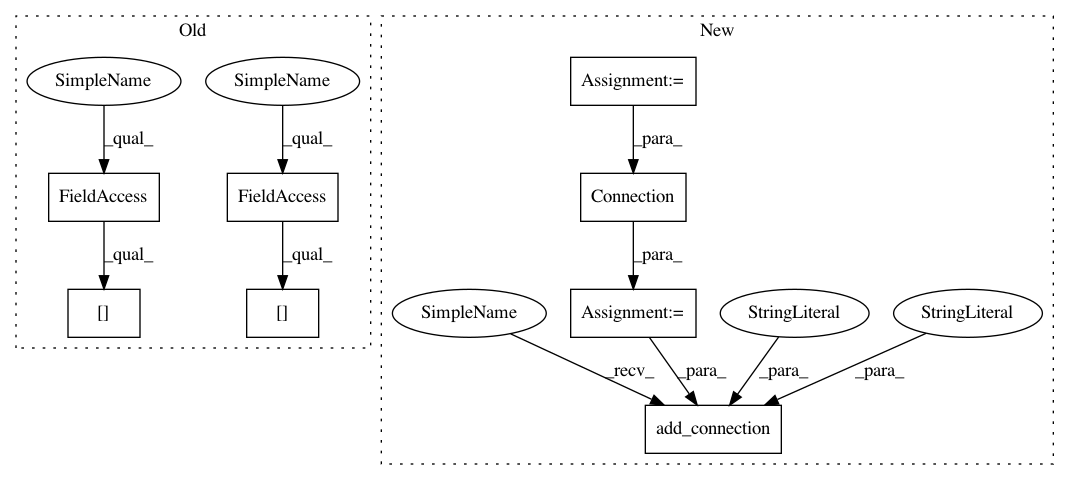 Old
New
SimpleName
SimpleName
Assignment:=
_qual_
_qual_
_para_
FieldAccess
FieldAccess
Connection
_qual_
_qual_
_para_
[]
[]
SimpleName
Assignment:=
StringLiteral
StringLiteral
_recv_
_para_
_para_
_para_
add_connection